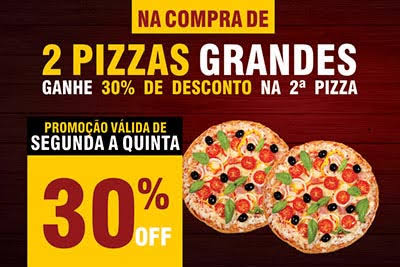 NA COMPRA DE
2 PIZZAS GRANDES
GANHE 30% DE DESCONTO NA 2ª PIZZA
PROMOÇÃO VÁLIDA DE
SEGUNDA A QUINTA
30%
OFF